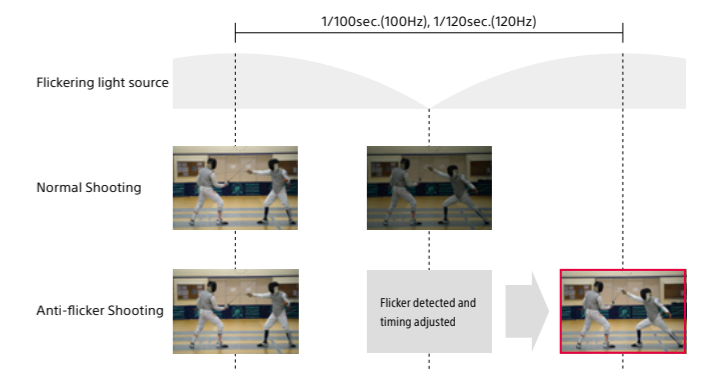 1/100sec.(100Hz), 1/120sec.(120Hz)
Flickering light source
Normal Shooting
Anti-flicker Shooting
Flicker detected and
timing adjusted